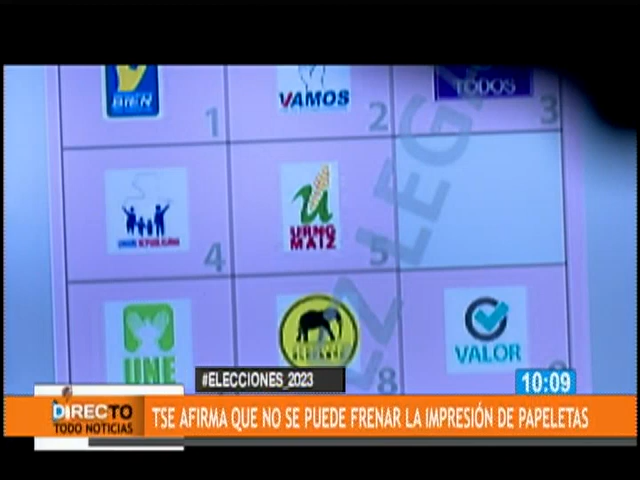 BIEN
1
VAMOS
2
TODOS
3
4
URNG
MAIZ
5
UNE
8
VALOR
#ELECCIONES_2023
10:09
DIRECTO
TODO NOTICIAS
TSE AFIRMA QUE NO SE PUEDE FRENAR LA IMPRESIÓN DE PAPELETAS